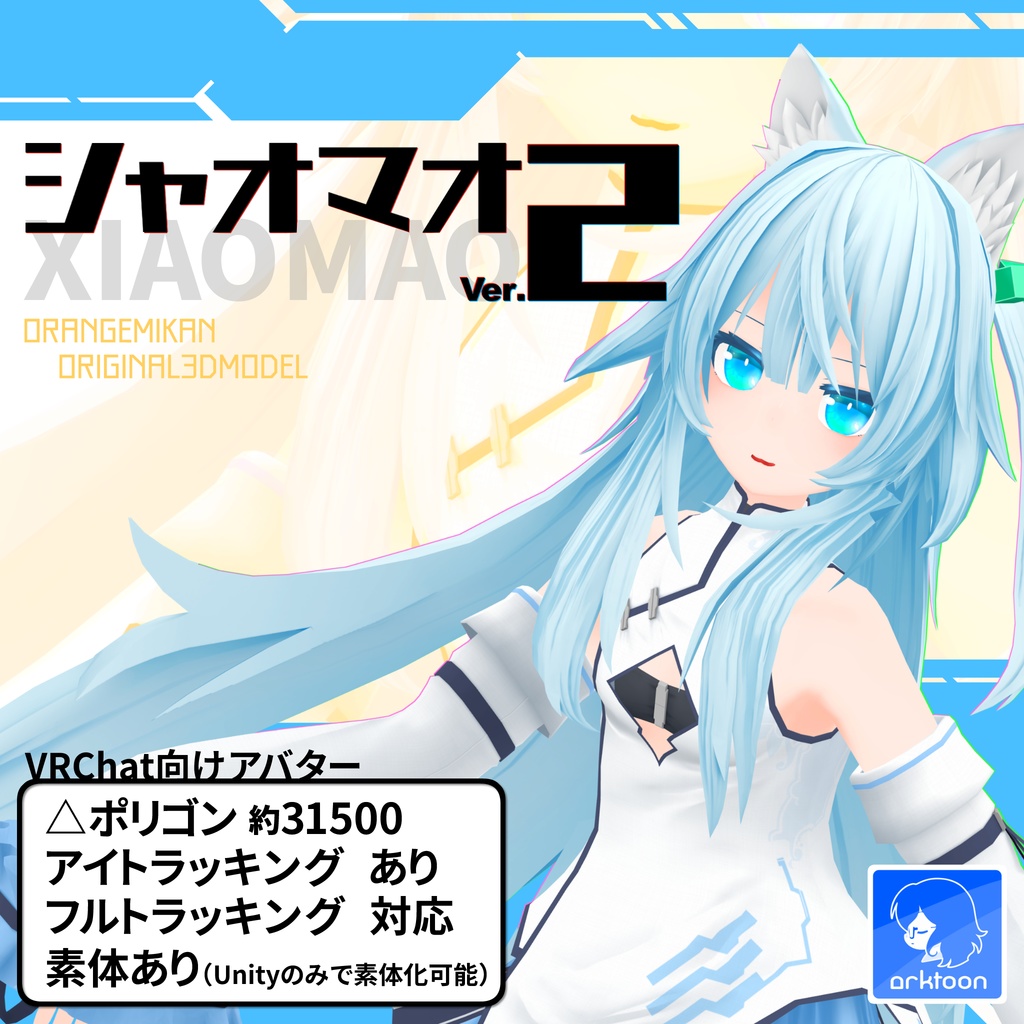 シャオマオ2
XIAOMAO
Ver.
ORANGEMIKAN
ORIGINAL3DMODEL
VRChat向けアバター
△ポリゴン 約31500
アイトラッキング あり
フルトラッキング 対応
素体あり(Unityのみで素体化可能)
arktoon